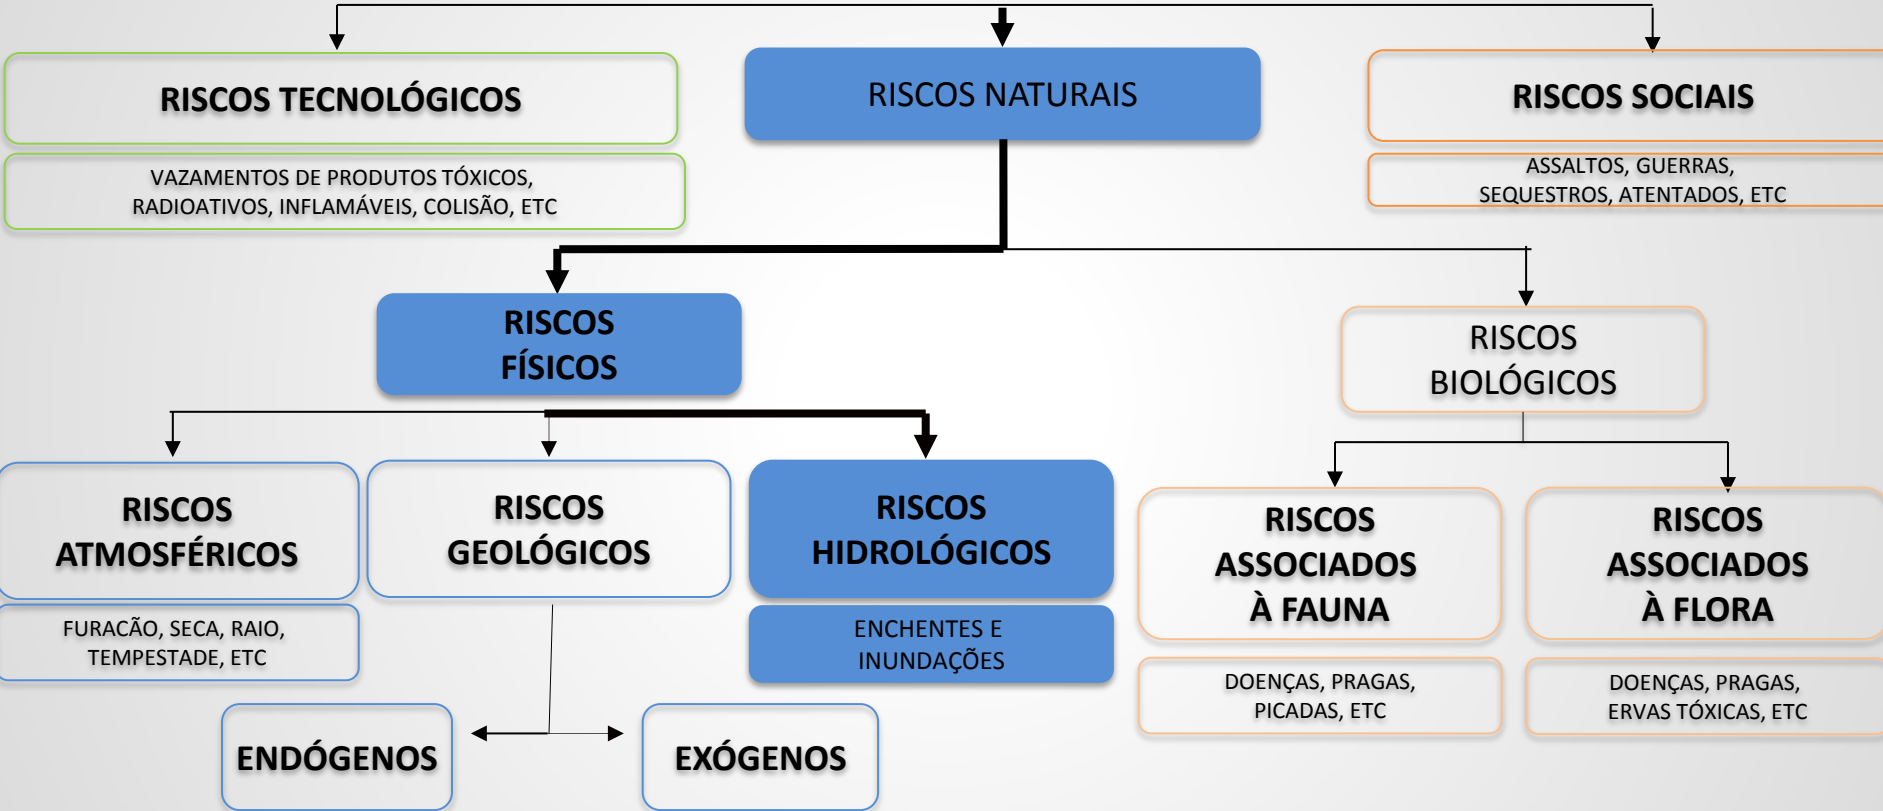 RISCOS TECNOLÓGICOS
VAZAMENTOS DE PRODUTOS TÓXICOS,
RADIOATIVOS, INFLAMÁVEIS, COLISÃO, ETC
RISCOS NATURAIS
RISCOS SOCIAIS
ASSALTOS, GUERRAS,
SEQUESTROS, ATENTADOS, ETC
RISCOS
FÍSICOS
RISCOS
BIOLÓGICOS
RISCOS
ATMOSFÉRICOS
FURACÃO, SECA, RAIO,
TEMPESTADE, ETC
RISCOS
GEOLÓGICOS
RISCOS
HIDROLÓGICOS
ENCHENTES E
INUNDAÇÕES
RISCOS
ASSOCIADOS
À FAUNA
DOENÇAS, PRAGAS,
PICADAS, ETC
RISCOS
ASSOCIADOS
À FLORA
DOENÇAS, PRAGAS,
ERVAS TÓXICAS, ETC
ENDÓGENOS
EXÓGENOS